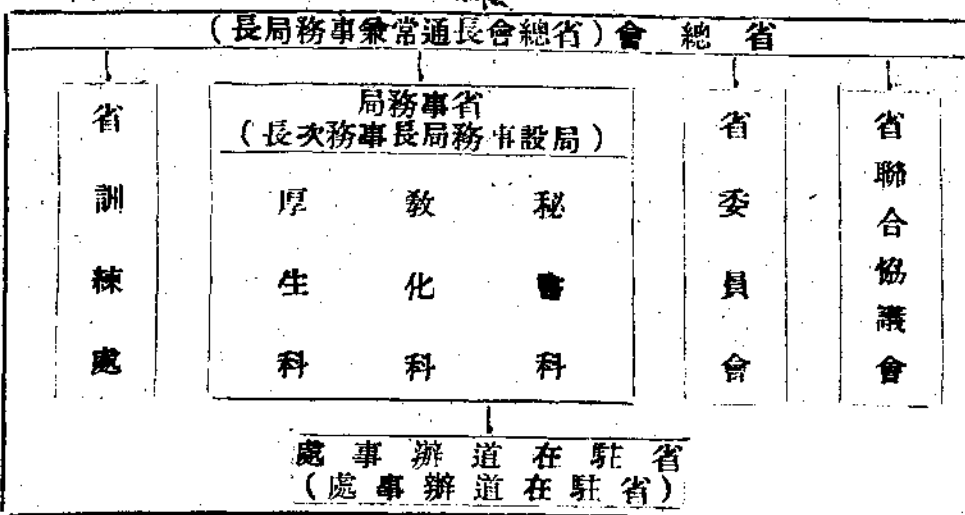 省總會（省總會長通常兼事務局長）
省聯合協議會
省委員會
省事務局
（局設事務局長事務次長）
秘書科
教化科
厚生科
省訓練處
省駐在道辦事處
（省駐在道辦事處）